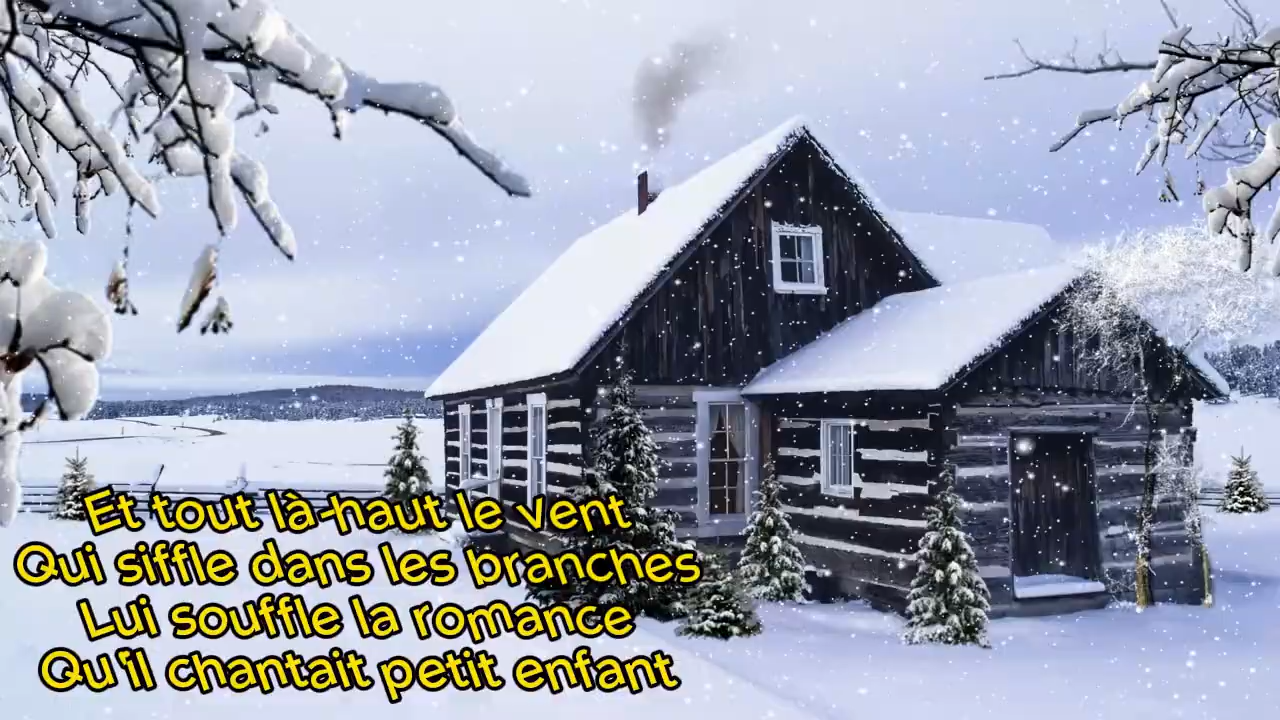 Et tout là-haut le vent
Qui siffle dans les branches
Lui souffle la romance
Qu'il chantait petit enfant